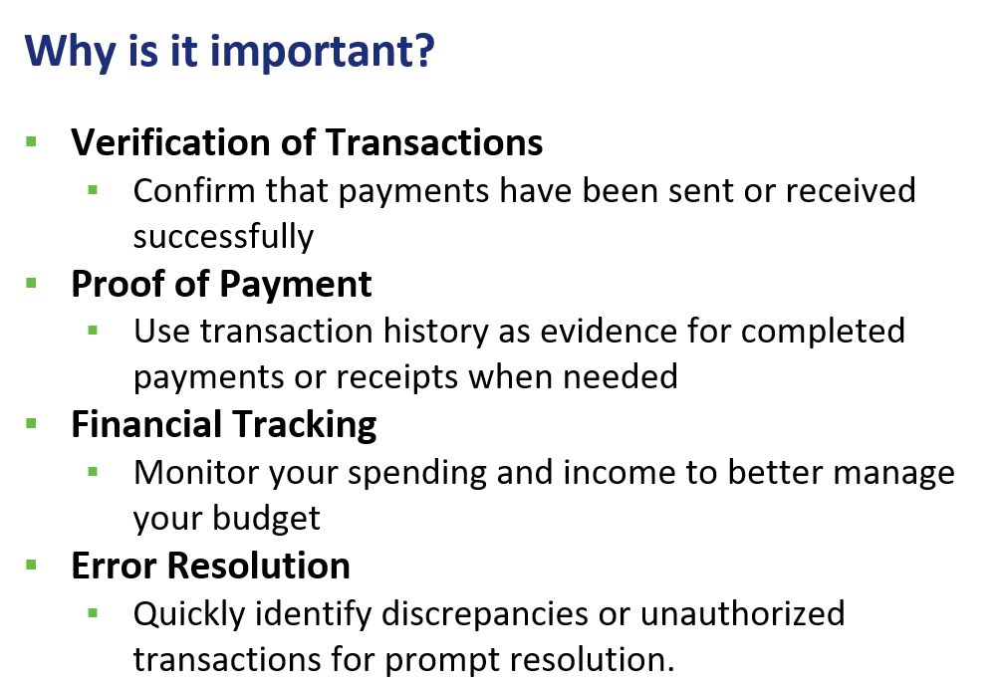 Why is it important?
▪ Verification of Transactions
▪ Confirm that payments have been sent or received
successfully
▪ Proof of Payment
▪ Use transaction history as evidence for completed
payments or receipts when needed
▪ Financial Tracking
▪ Monitor your spending and income to better manage
your budget
▪ Error Resolution
▪ Quickly identify discrepancies or unauthorized
transactions for prompt resolution.